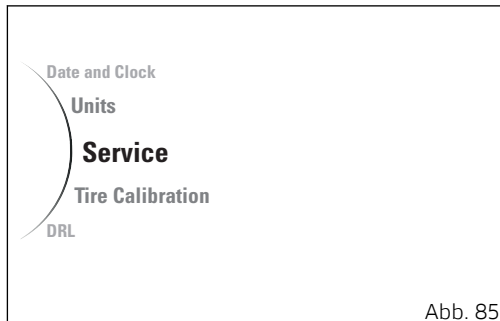 Date and Clock
Units
Service
Tire Calibration
DRL
Abb. 85